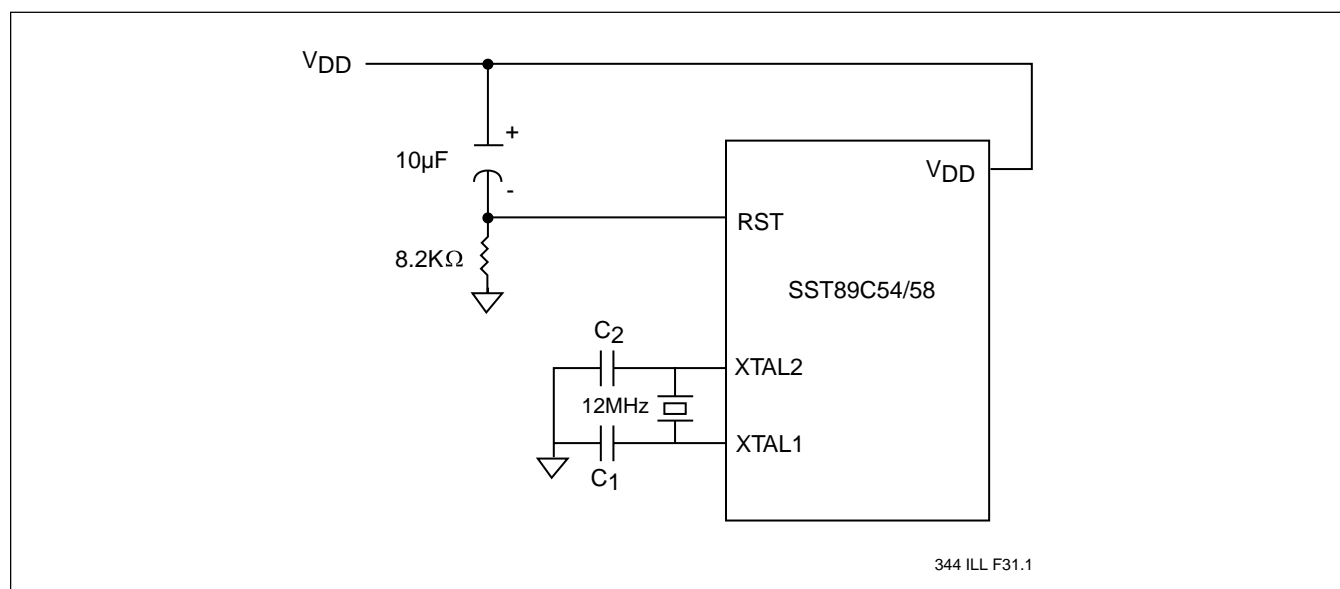 VDD
+
10µF
-
VDD
RST
8.2KΩ
SST89C54/58
C2
XTAL2
12MHz
XTAL1
C1
344 ILL F31.1